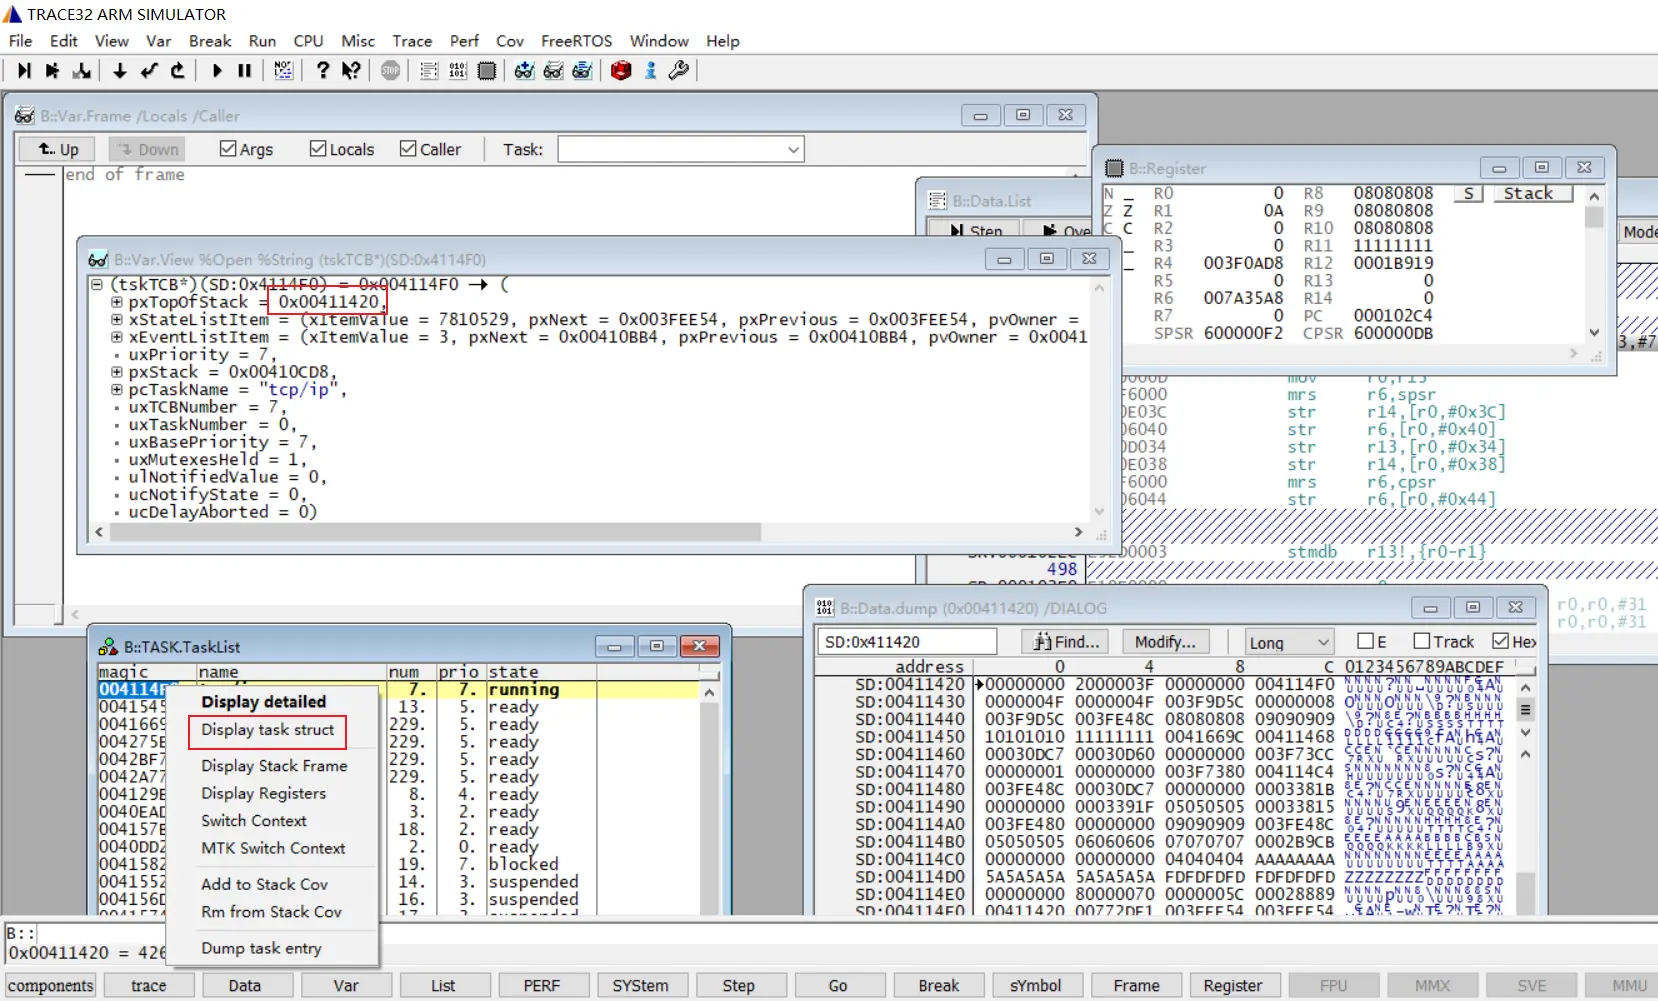 TRACE32 ARM SIMULATOR
File Edit View Var Break Run CPU Misc Trace Perf Cov FreeRTOS Window Help
B::Var.Frame /Locals /Caller
Up Down Args Locals Caller Task:
end of frame
B::Data.List
Step Ove Mode
B::Register
N _ R0 0 R8 08080808 S Stack
Z Z R1 0A R9 08080808
C C R2 0 R10 08080808
R3 0 R11 11111111
R4 003F0AD8 R12 0001B919
R5 0 R13 0
R6 007A35A8 R14 0
R7 0 PC 000102C4
SPSR 600000F2 CPSR 600000DB
3,#7
B::Var.View %Open %String (tskTCB*)(SD:0x4114F0)
(tskTCB*)(SD:0x4114F0) = 0x004114F0 → (
pxTopOfStack = 0x00411420,
xStateListItem = (xItemValue = 7810529, pxNext = 0x003FEE54, pxPrevious = 0x003FEE54, pvOwner =
xEventListItem = (xItemValue = 3, pxNext = 0x00410BB4, pxPrevious = 0x00410BB4, pvOwner = 0x0041
uxPriority = 7,
pxStack = 0x00410CD8,
pcTaskName = "tcp/ip",
uxTCBNumber = 7,
uxTaskNumber = 0,
uxBasePriority = 7,
uxMutexesHeld = 1,
ulNotifiedValue = 0,
ucNotifyState = 0,
ucDelayAborted = 0)
mov r0,r13
F6000 mrs r6,spsr
0E03C str r14,[r0,#0x3C]
06040 str r6,[r0,#0x40]
0D034 str r13,[r0,#0x34]
0E038 str r14,[r0,#0x38]
F6000 mrs r6,cpsr
06044 str r6,[r0,#0x44]
stmdb r13!,{r0-r1}
498
r0,r0,#31
r0,r0,#31
B::TASK.TaskList
magic name num prio state
7. 7. running
0041545 13. 5. ready
0041669 229. 5. ready
004275E 229. 5. ready
0042BF7 229. 5. ready
0042A77 229. 5. ready
004129E 8. 4. ready
0040EAD 3. 2. ready
004157E 18. 2. ready
0040DD2 2. 0. ready
0041582 19. 7. blocked
0041552 14. 3. suspended
004156D 16. 3. suspended
Display detailed
Display task struct
Display Stack Frame
Display Registers
Switch Context
MTK Switch Context
Add to Stack Cov
Rm from Stack Cov
Dump task entry
B::Data.dump (0x00411420) /DIALOG
SD:0x411420 Find... Modify... Long E Track Hex
address 0 4 8 C 0123456789ABCDEF
SD:00411420 00000000 2000003F 00000000 004114F0
SD:00411430 0000004F 0000004F 003F9D5C 00000008
SD:00411440 003F9D5C 003FE48C 08080808 09090909
SD:00411450 10101010 11111111 0041669C 00411468
SD:00411460 00030DC7 00030D60 00000000 003F73CC
SD:00411470 00000001 00000000 003F7380 004114C4
SD:00411480 003FE48C 00030DC7 00000000 0003381B
SD:00411490 00000000 0003391F 05050505 00033815
SD:004114A0 003FE480 00000000 09090909 003FE48C
SD:004114B0 05050505 06060606 07070707 0002B9CB
SD:004114C0 00000000 00000000 04040404 AAAAAAAA
SD:004114D0 5A5A5A5A 5A5A5A5A FDFDFDFD FDFDFDFD
SD:004114E0 00000000 80000070 0000005C 00028889
SD:004114F0 00411420 00772DE1 003FEE54 003FEE54
B::
0x00411420 = 426
components trace Data Var List PERF SYStem Step Go Break sYmbol Frame Register FPU MMX SVE MMU